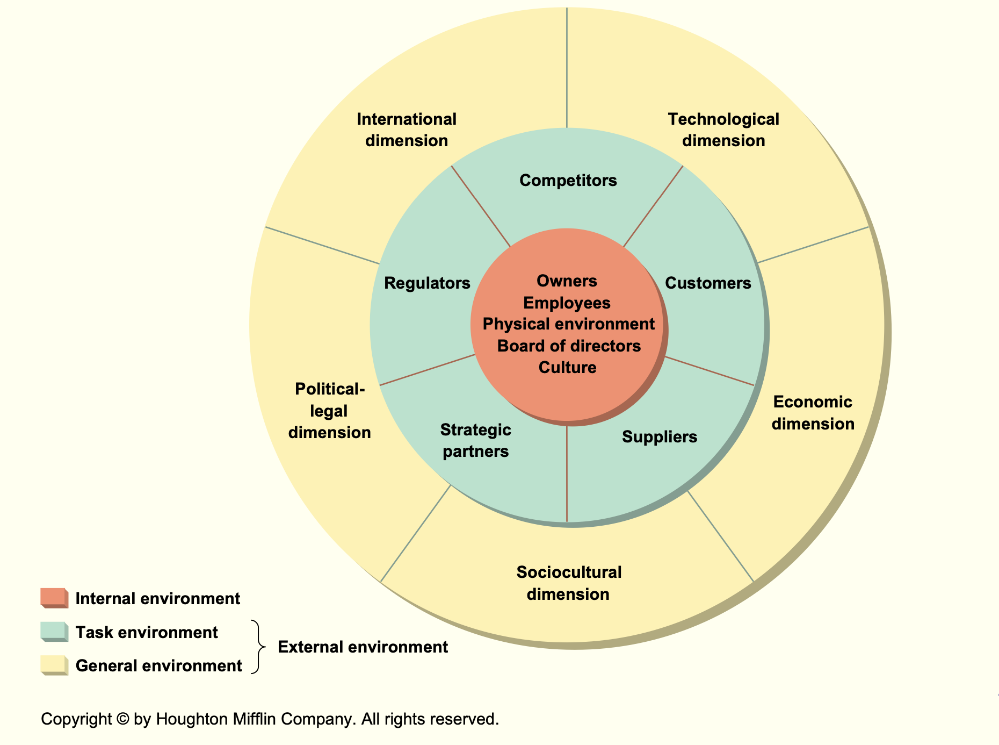 International
dimension
Technological
dimension
Competitors
Regulators
Customers
Owners
Employees
Physical environment
Board of directors
Culture
Political-
legal
dimension
Strategic
partners
Suppliers
Economic
dimension
Sociocultural
dimension
Internal environment
Task environment
General environment
External environment
Copyright © by Houghton Mifflin Company. All rights reserved.